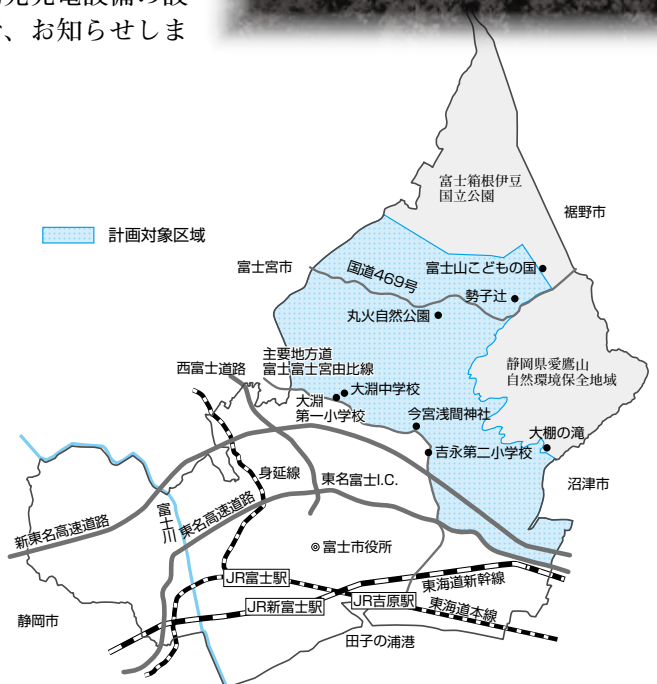 光発電設備の設
、お知らせしま
富士箱根伊豆
国立公園
裾野市
計画対象区域
富士宮市
国道469号
富士山こどもの国
勢子辻
丸火自然公園
主要地方道
富士富士宮由比線
西富士道路
静岡県愛鷹山
自然環境保全地域
大淵中学校
大淵
第一小学校
今宮浅間神社
大棚の滝
吉永第二小学校
身延線
東名富士I.C.
沼津市
新東名高速道路
富士川
東名高速道路
富士市役所
JR富士駅
東海道新幹線
JR新富士駅
JR吉原駅
東海道本線
静岡市
田子の浦港